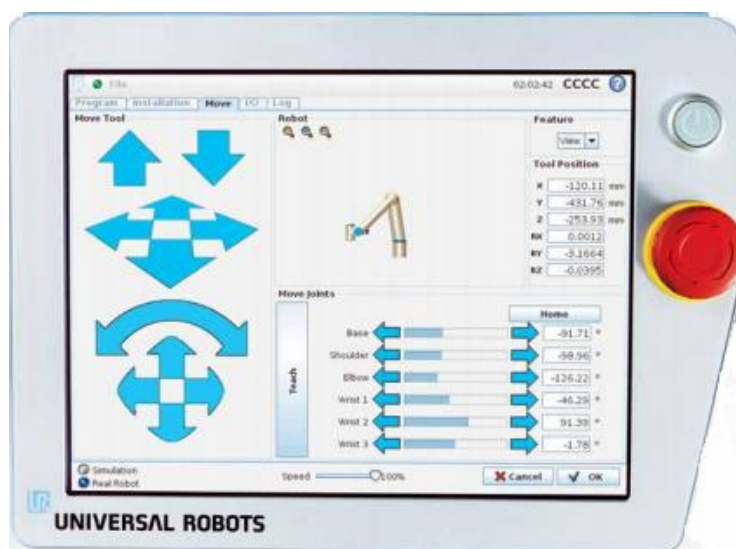 File
02:02:42 CCCC ?
Program Installation Move I/O Log
Move Tool
Robot
Feature
View
Tool Position
X -120.11 mm
Y -431.76 mm
Z -253.93 mm
RX 0.0012
RY -3.1664
RZ -0.0395
Move Joints
Home
Teach
Base -91.71 °
Shoulder -98.96 °
Elbow -126.22 °
Wrist 1 -46.29 °
Wrist 2 91.39 °
Wrist 3 -1.78 °
Simulation
Real Robot
Speed 100%
Cancel OK
UR
UNIVERSAL ROBOTS